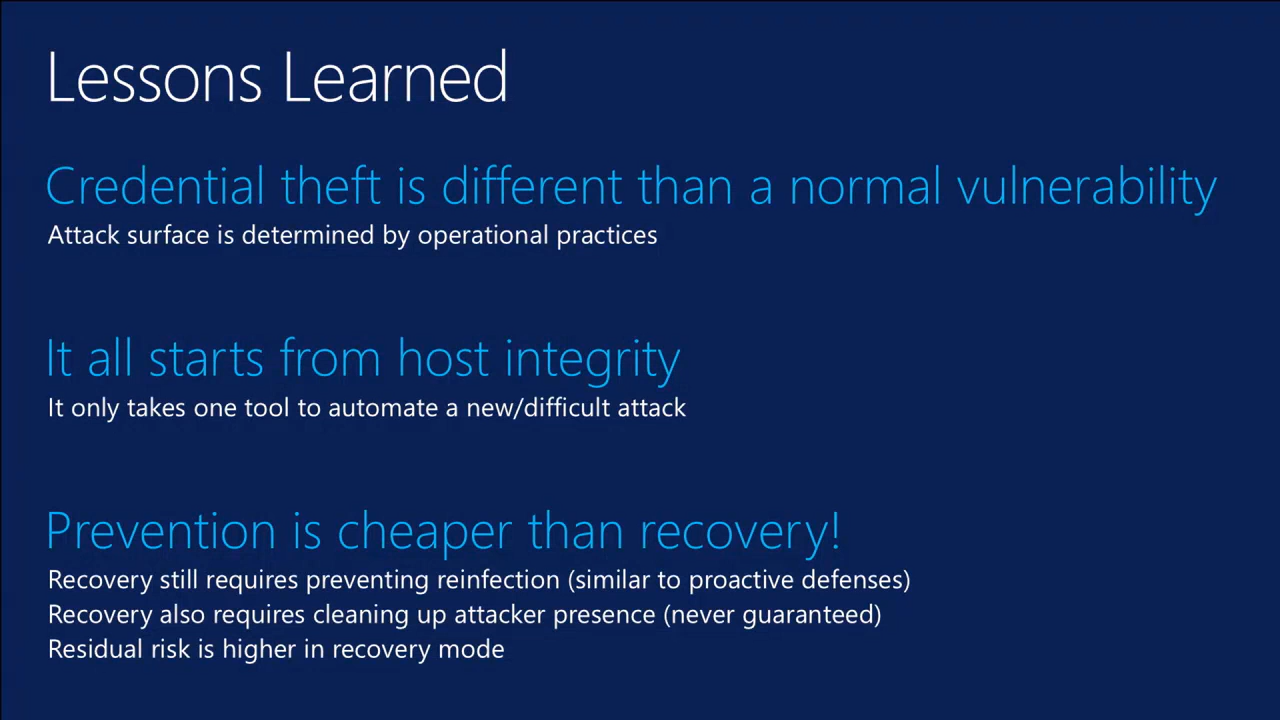 Lessons Learned
Credential theft is different than a normal vulnerability
Attack surface is determined by operational practices
It all starts from host integrity
It only takes one tool to automate a new/difficult attack
Prevention is cheaper than recovery!
Recovery still requires preventing reinfection (similar to proactive defenses)
Recovery also requires cleaning up attacker presence (never guaranteed)
Residual risk is higher in recovery mode